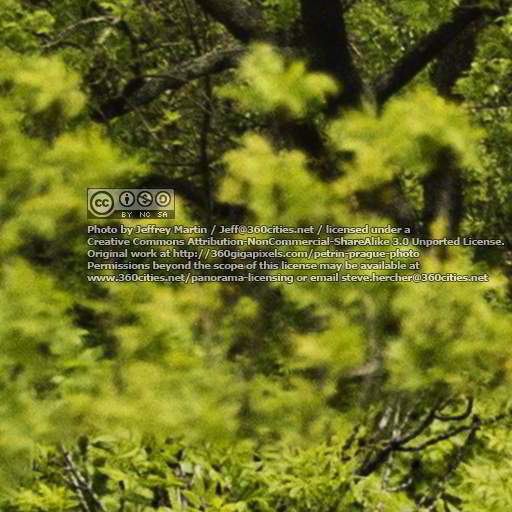 cc BY NC SA
Photo by Jeffrey Martin / Jeff@360cities.net / licensed under a
Creative Commons Attribution-NonCommercial-ShareAlike 3.0 Unported License.
Original work at http://360gigapixels.com/petrin-prague-photo
Permissions beyond the scope of this license may be available at
www.360cities.net/panorama-licensing or email steve.hercher@360cities.net